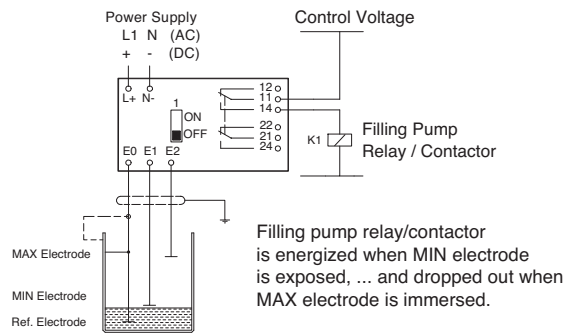 Power Supply
L1 N (AC)
+ - (DC)
Control Voltage
L+ N-
1
ON
OFF
12
11
14
22
21
24
E0 E1 E2
K1
Filling Pump
Relay / Contactor
MAX Electrode
MIN Electrode
Ref. Electrode
Filling pump relay/contactor
is energized when MIN electrode
is exposed, ... and dropped out when
MAX electrode is immersed.